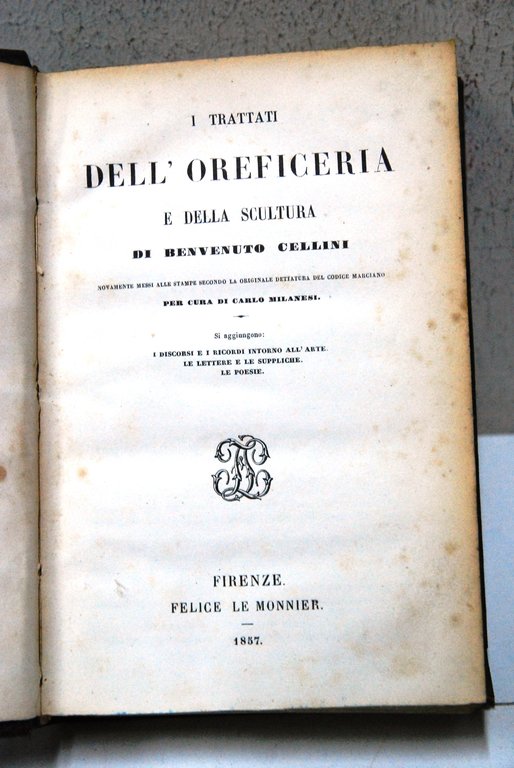 I TRATTATI
DELL' OREFICERIA
E DELLA SCULTURA
DI BENVENUTO CELLINI
NOVAMENTE MESSI ALLE STAMPE SECONDO LA ORIGINALE DETTATURA DEL CODICE MARCIANO
PER CURA DI CARLO MILANESI.
Si aggiungono:
I DISCORSI E I RICORDI INTORNO ALL'ARTE.
LE LETTERE E LE SUPPLICHE.
LE POESIE.
FIRENZE.
FELICE LE MONNIER.
1857.